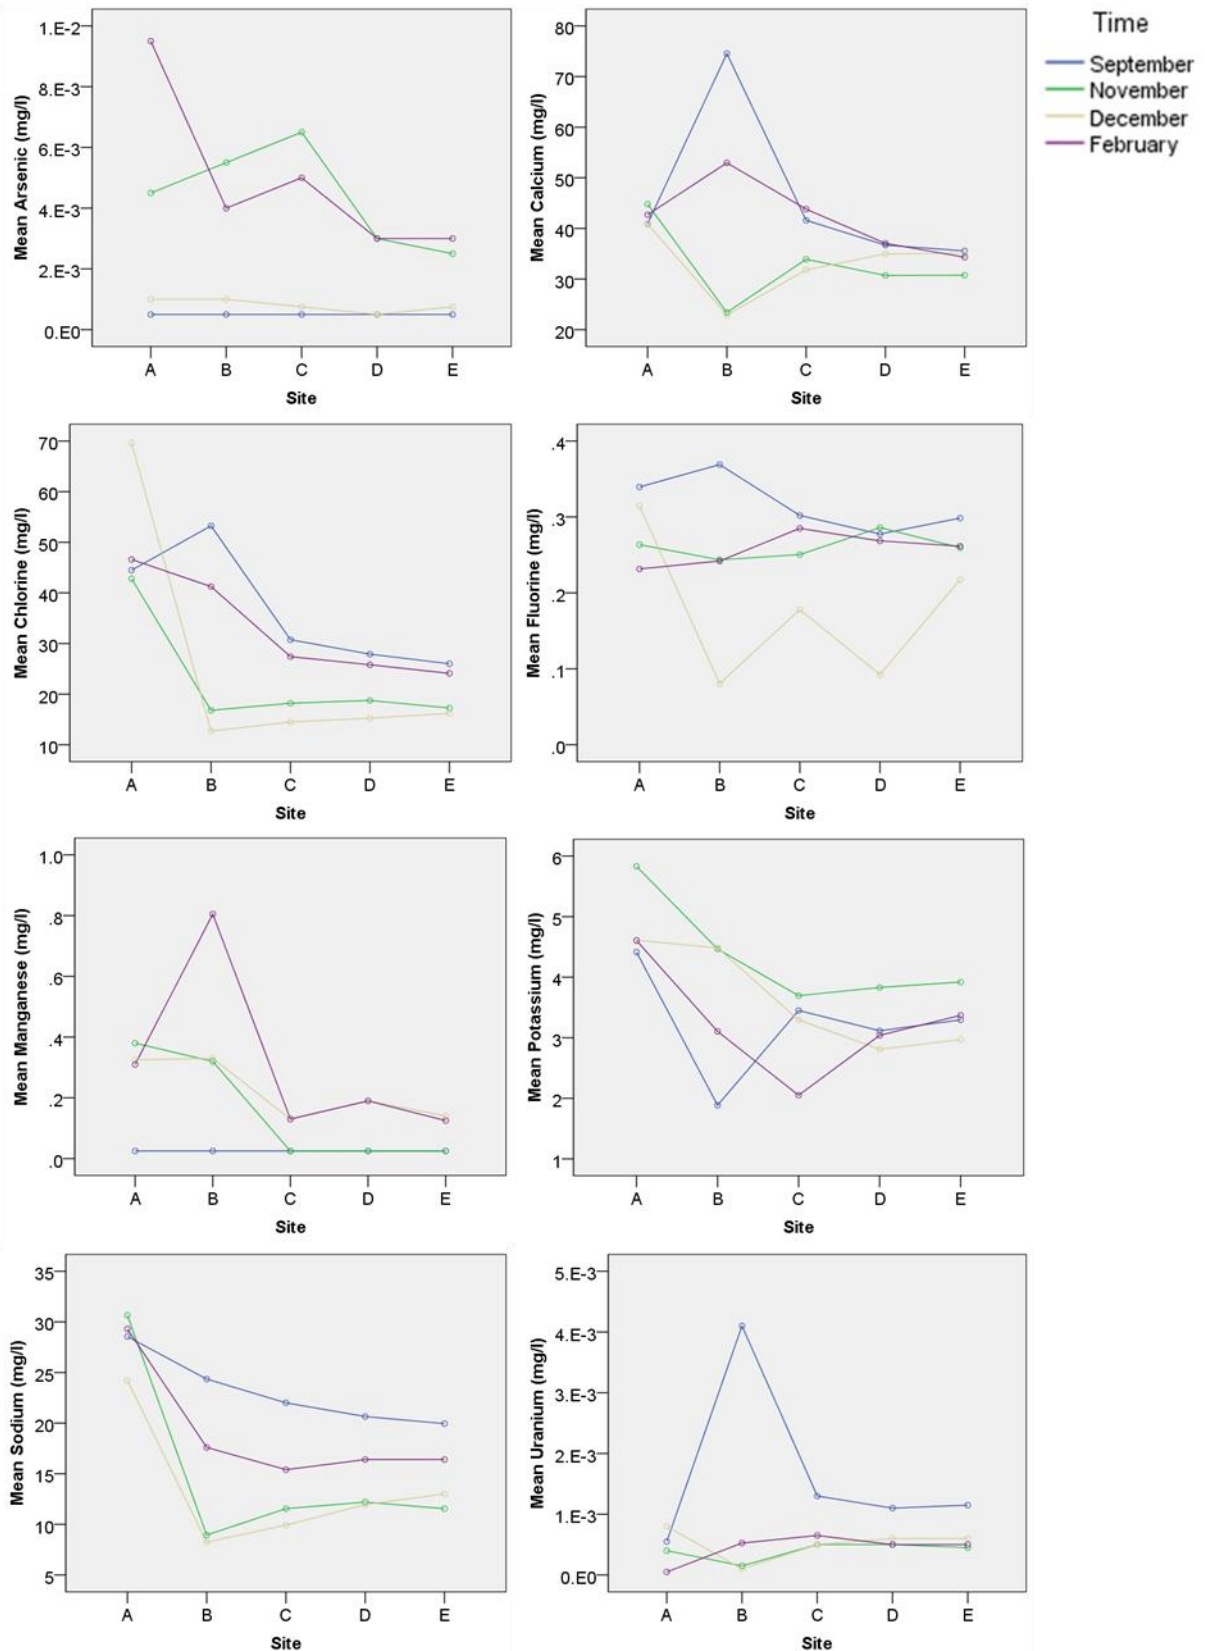 Time
September
November
December
February
Mean Arsenic (mg/l)
1.E-2
8.E-3
6.E-3
4.E-3
2.E-3
0.E0
A B C D E
Site
Mean Calcium (mg/l)
80
70
60
50
40
30
20
A B C D E
Site
Mean Chlorine (mg/l)
70
60
50
40
30
20
10
A B C D E
Site
Mean Fluorine (mg/l)
.4
.3
.2
.1
.0
A B C D E
Site
Mean Manganese (mg/l)
1.0
.8
.6
.4
.2
.0
A B C D E
Site
Mean Potassium (mg/l)
6
5
4
3
2
1
A B C D E
Site
Mean Sodium (mg/l)
35
30
25
20
15
10
5
A B C D E
Site
Mean Uranium (mg/l)
5.E-3
4.E-3
3.E-3
2.E-3
1.E-3
0.E0
A B C D E
Site